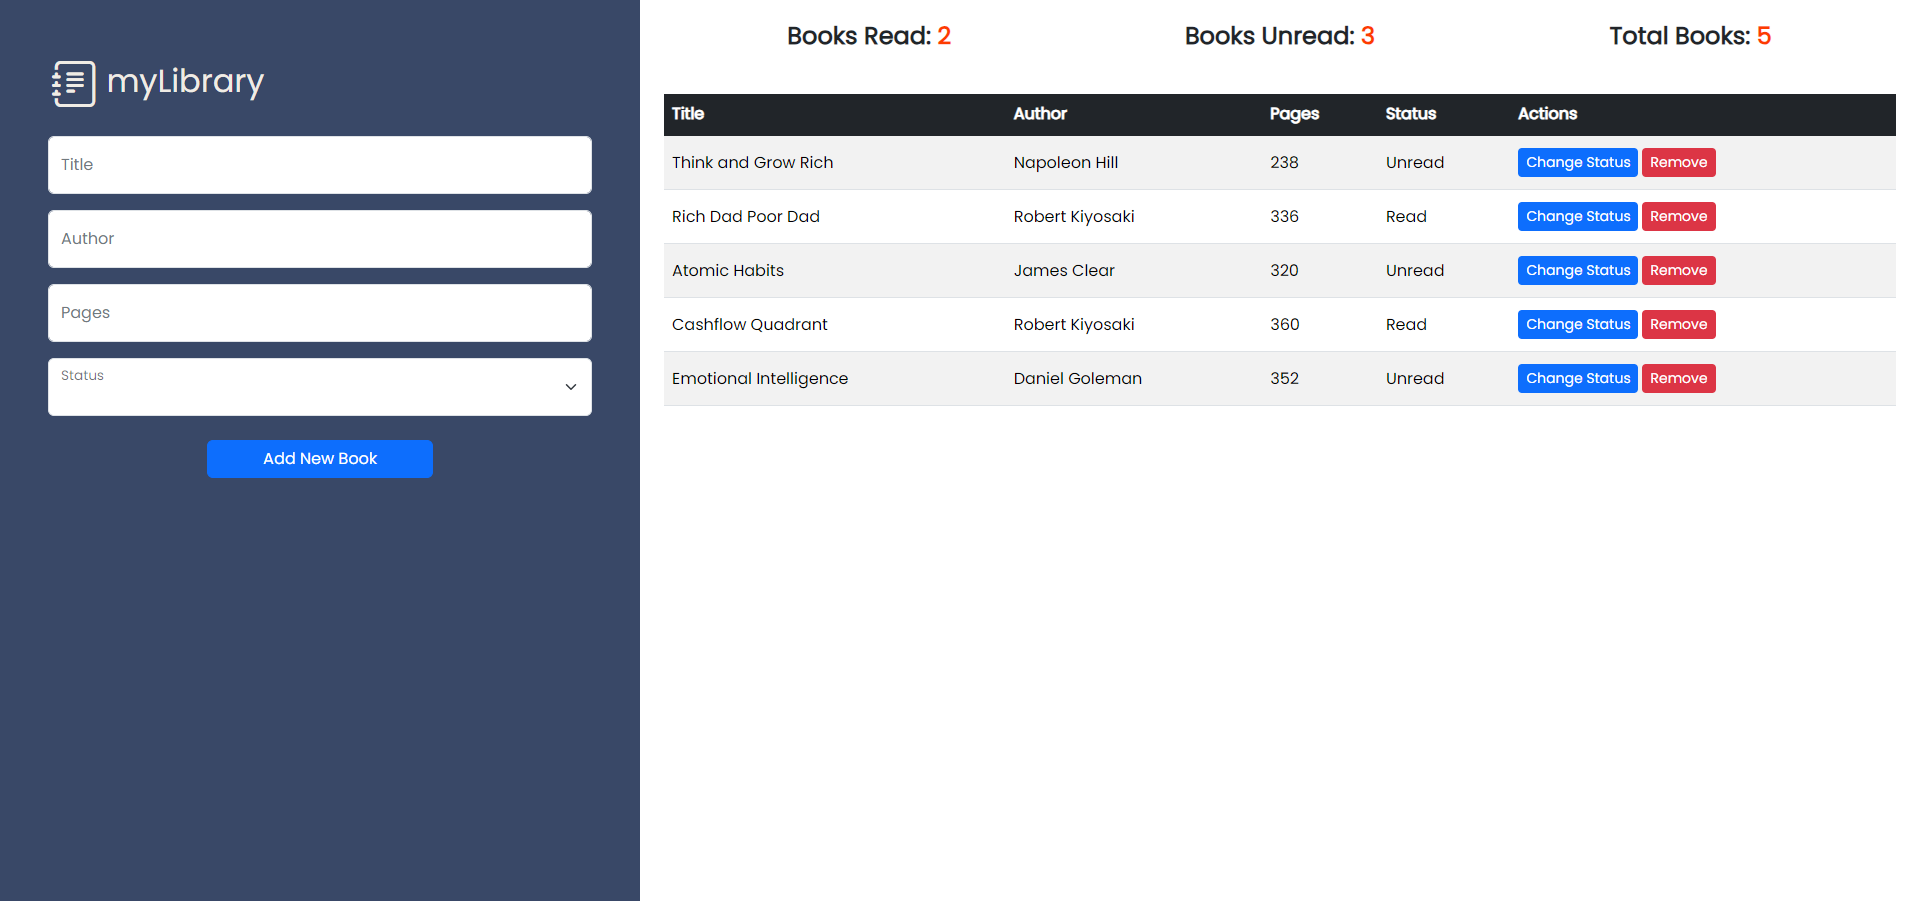 myLibrary
Title
Author
Pages
Status
Add New Book
Books Read: 2 Books Unread: 3 Total Books: 5
Title Author Pages Status Actions
Think and Grow Rich Napoleon Hill 238 Unread Change Status Remove
Rich Dad Poor Dad Robert Kiyosaki 336 Read Change Status Remove
Atomic Habits James Clear 320 Unread Change Status Remove
Cashflow Quadrant Robert Kiyosaki 360 Read Change Status Remove
Emotional Intelligence Daniel Goleman 352 Unread Change Status Remove